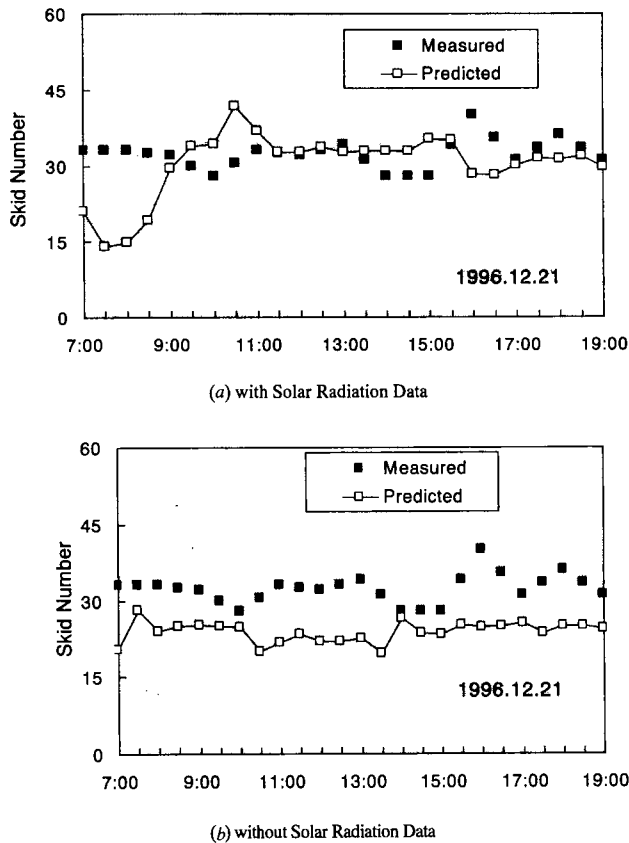 60
45
30
15
0
Skid Number
Measured
Predicted
1996.12.21
7:00 9:00 11:00 13:00 15:00 17:00 19:00
(a) with Solar Radiation Data
60
45
30
15
0
Skid Number
Measured
Predicted
1996.12.21
7:00 9:00 11:00 13:00 15:00 17:00 19:00
(b) without Solar Radiation Data